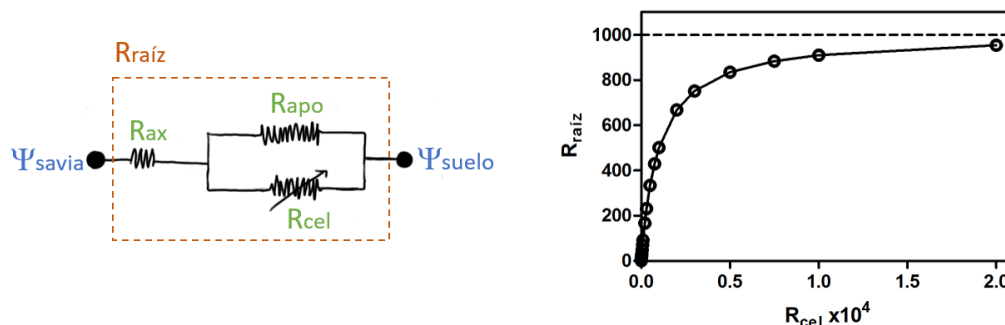 Rraíz
Rapo
Rax
Ψsavia
Ψsuelo
Rcel
Rraíz
1000
800
600
400
200
0
0.0 0.5 1.0 1.5 2.0
Rcel x10⁴